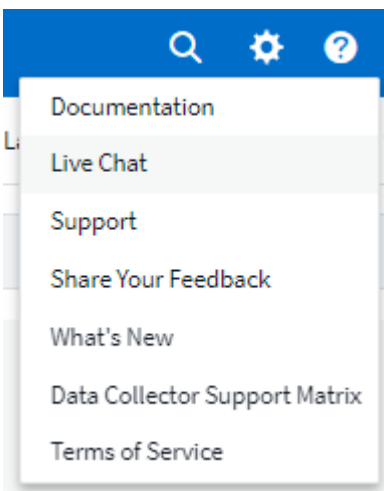 Documentation
Live Chat
Support
Share Your Feedback
What's New
Data Collector Support Matrix
Terms of Service